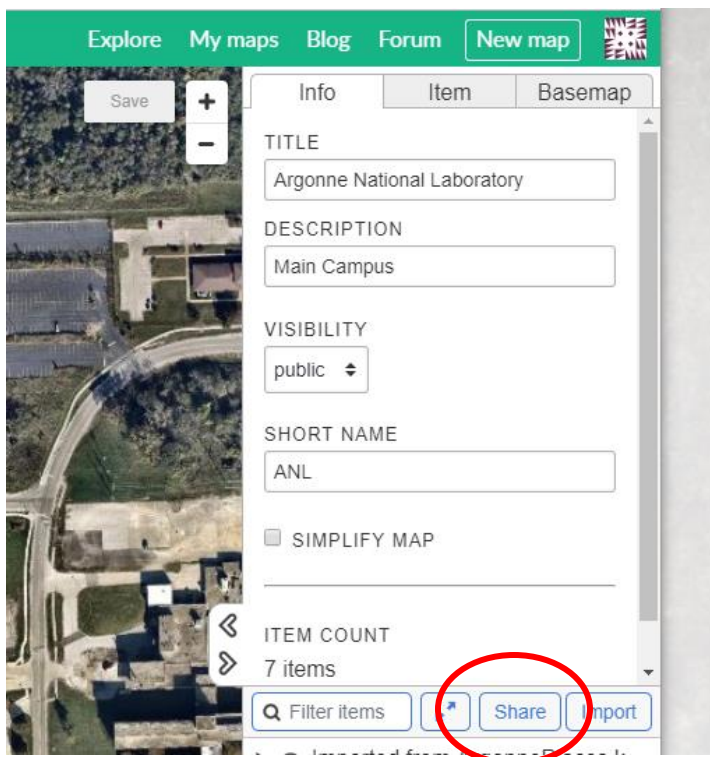 Explore My maps Blog Forum New map
Save + Info Item Basemap
−
TITLE
Argonne National Laboratory
DESCRIPTION
Main Campus
VISIBILITY
public
SHORT NAME
ANL
SIMPLIFY MAP
ITEM COUNT
7 items
Filter items Share Import